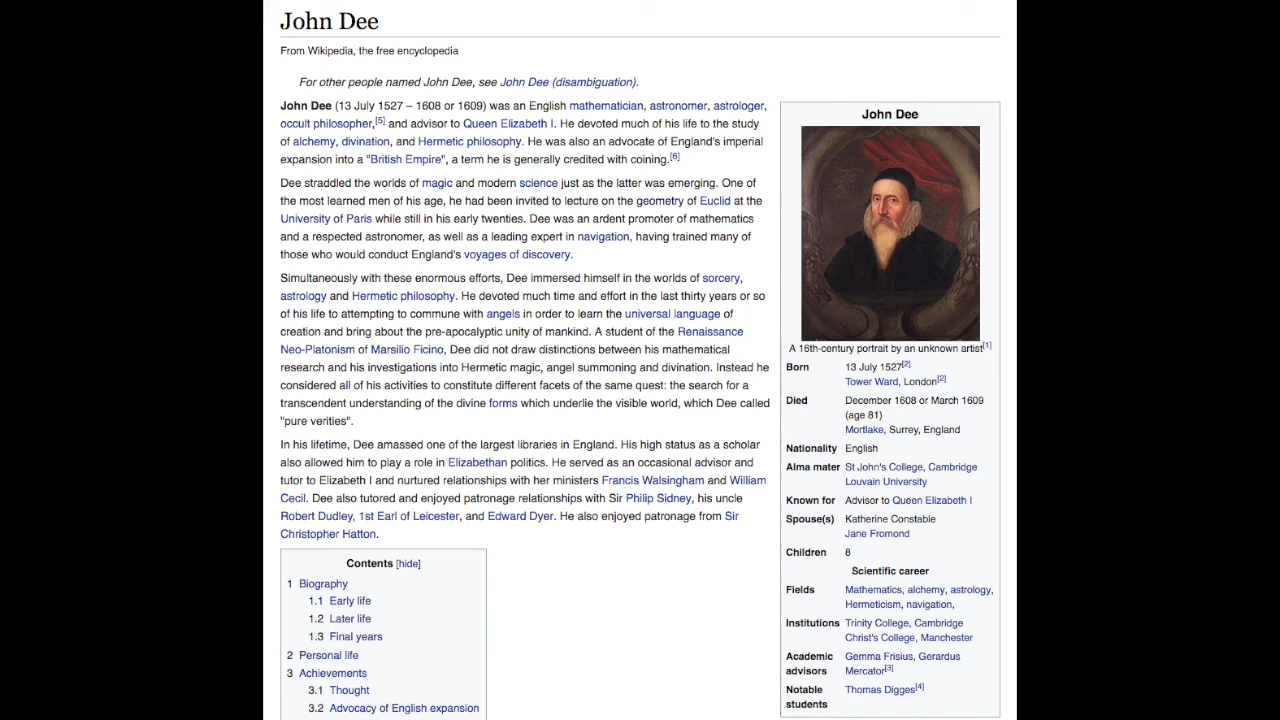 John Dee
From Wikipedia, the free encyclopedia
For other people named John Dee, see John Dee (disambiguation).
John Dee (13 July 1527 – 1608 or 1609) was an English mathematician, astronomer, astrologer,
occult philosopher,[5] and advisor to Queen Elizabeth I. He devoted much of his life to the study
of alchemy, divination, and Hermetic philosophy. He was also an advocate of England's imperial
expansion into a "British Empire", a term he is generally credited with coining.[6]
Dee straddled the worlds of magic and modern science just as the latter was emerging. One of
the most learned men of his age, he had been invited to lecture on the geometry of Euclid at the
University of Paris while still in his early twenties. Dee was an ardent promoter of mathematics
and a respected astronomer, as well as a leading expert in navigation, having trained many of
those who would conduct England's voyages of discovery.
Simultaneously with these enormous efforts, Dee immersed himself in the worlds of sorcery,
astrology and Hermetic philosophy. He devoted much time and effort in the last thirty years or so
of his life to attempting to commune with angels in order to learn the universal language of
creation and bring about the pre-apocalyptic unity of mankind. A student of the Renaissance
Neo-Platonism of Marsilio Ficino, Dee did not draw distinctions between his mathematical
research and his investigations into Hermetic magic, angel summoning and divination. Instead he
considered all of his activities to constitute different facets of the same quest: the search for a
transcendent understanding of the divine forms which underlie the visible world, which Dee called
"pure verities".
In his lifetime, Dee amassed one of the largest libraries in England. His high status as a scholar
also allowed him to play a role in Elizabethan politics. He served as an occasional advisor and
tutor to Elizabeth I and nurtured relationships with her ministers Francis Walsingham and William
Cecil. Dee also tutored and enjoyed patronage relationships with Sir Philip Sidney, his uncle
Robert Dudley, 1st Earl of Leicester, and Edward Dyer. He also enjoyed patronage from Sir
Christopher Hatton.
Contents [hide]
1 Biography
1.1 Early life
1.2 Later life
1.3 Final years
2 Personal life
3 Achievements
3.1 Thought
3.2 Advocacy of English expansion
John Dee
A 16th-century portrait by an unknown artist[1]
Born 13 July 1527[2]
Tower Ward, London[2]
Died December 1608 or March 1609
(age 81)
Mortlake, Surrey, England
Nationality English
Alma mater St John's College, Cambridge
Louvain University
Known for Advisor to Queen Elizabeth I
Spouse(s) Katherine Constable
Jane Fromond
Children 8
Scientific career
Fields Mathematics, alchemy, astrology,
Hermeticism, navigation,
Institutions Trinity College, Cambridge
Christ's College, Manchester
Academic Gemma Frisius, Gerardus
advisors Mercator[3]
Notable Thomas Digges[4]
students